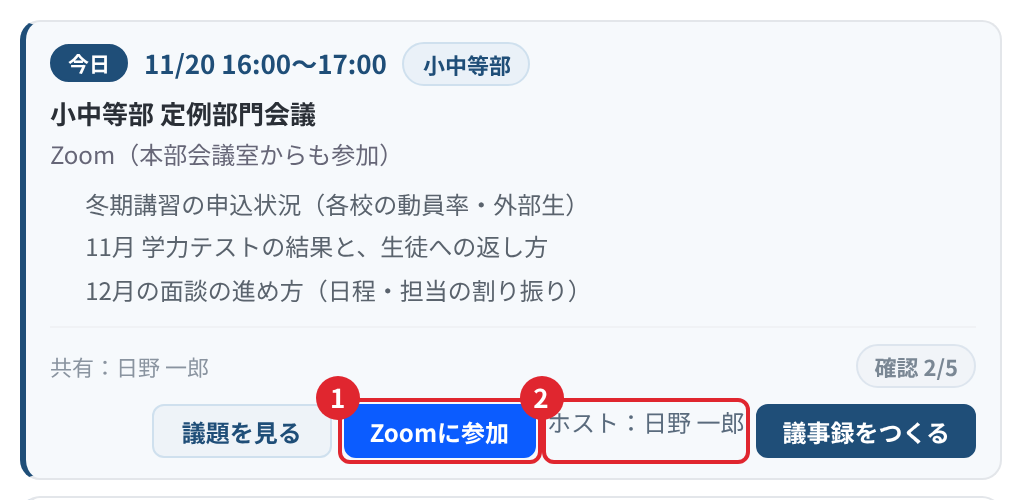 今日 11/20 16:00〜17:00 小中等部
小中等部 定例部門会議
Zoom（本部会議室からも参加）
冬期講習の申込状況（各校の動員率・外部生）
11月 学力テストの結果と、生徒への返し方
12月の面談の進め方（日程・担当の割り振り）
共有：日野 一郎 確認 2/5
議題を見る 1 Zoomに参加 2 ホスト：日野 一郎 議事録をつくる